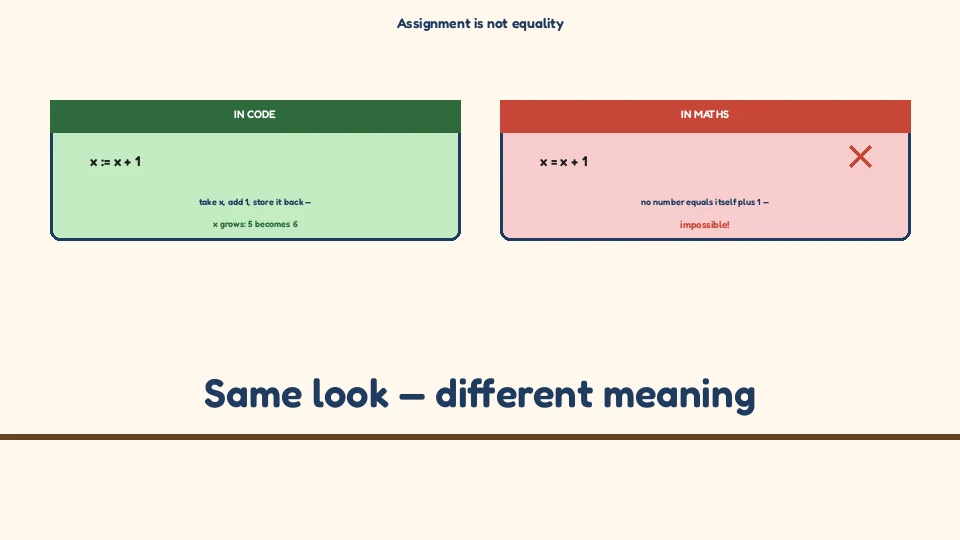 Assignment is not equality
IN CODE
x := x + 1
take x, add 1, store it back —
x grows: 5 becomes 6
IN MATHS
x = x + 1
no number equals itself plus 1 —
impossible!
Same look — different meaning